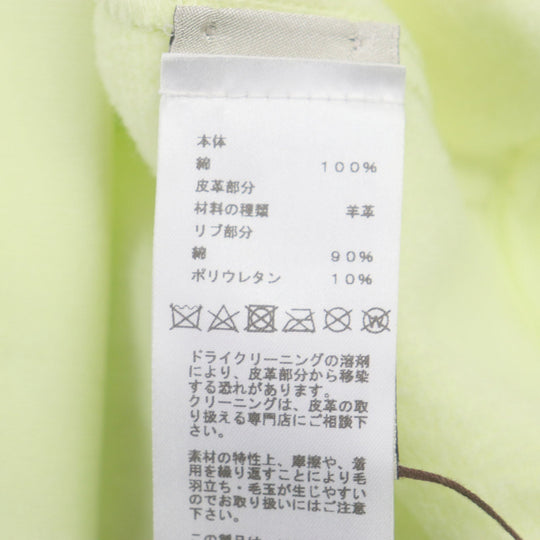 本体
綿 100%
皮革部分
材料の種類 羊革
リブ部分
綿 90%
ポリウレタン 10%
ドライクリーニングの溶剤
により、皮革部分から移染
する恐れがあります。
クリーニングは、皮革の取
り扱える専門店にご相談下
さい。
素材の特性上、摩擦や、着
用を繰り返すことにより毛
羽立ち・毛玉が生じやすい
のでお取り扱いにはご注意
下さい。
この製品は